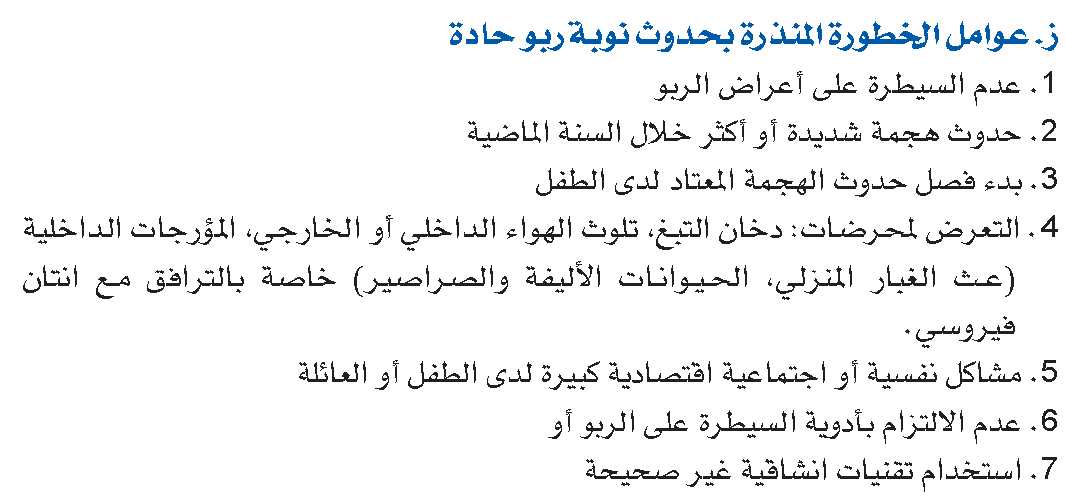 ز. عوامل الخطورة المنذرة بحدوث نوبة ربو حادة
1. عدم السيطرة على أعراض الربو
2. حدوث هجمة شديدة أو أكثر خلال السنة الماضية
3. بدء فصل حدوث الهجمة المعتاد لدى الطفل
4. التعرض لمحرضات: دخان التبغ، تلوث الهواء الداخلي أو الخارجي، المؤرجات الداخلية
(عث الغبار المنزلي، الحيوانات الأليفة والصراصير) خاصة بالترافق مع انتان
فيروسي.
5. مشاكل نفسية أو اجتماعية اقتصادية كبيرة لدى الطفل أو العائلة
6. عدم الالتزام بأدوية السيطرة على الربو أو
7. استخدام تقنيات انشاقية غير صحيحة